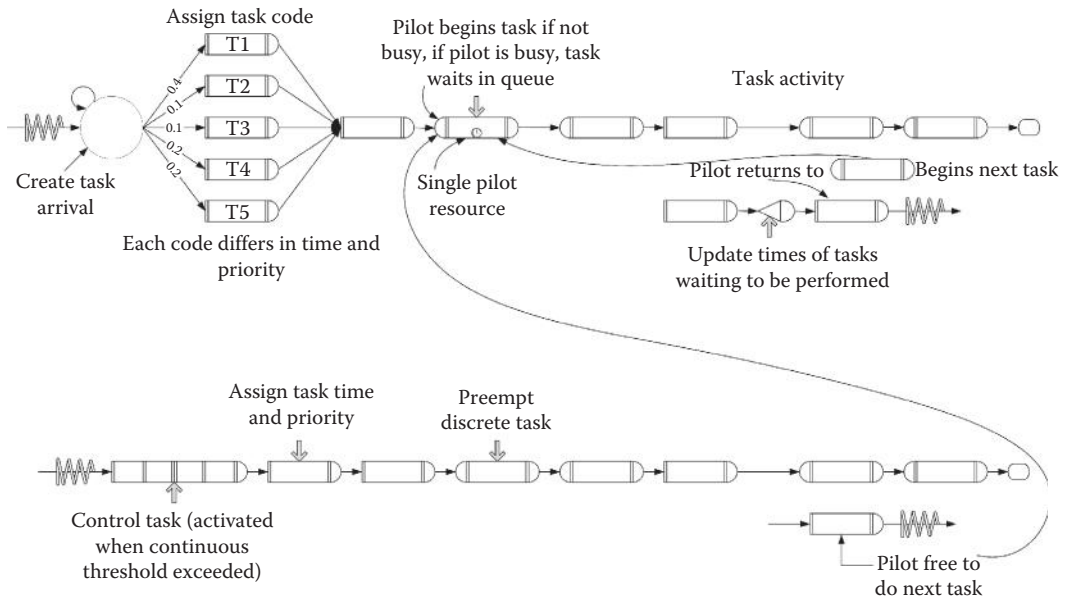 Assign task code
T1
T2
T3
T4
T5
0.4
0.1
0.1
0.2
0.2
Create task
arrival
Each code differs in time and
priority
Pilot begins task if not
busy, if pilot is busy, task
waits in queue
Single pilot
resource
Task activity
Pilot returns to
Begins next task
Update times of tasks
waiting to be performed
Assign task time
and priority
Preempt
discrete task
Control task (activated
when continuous
threshold exceeded)
Pilot free to
do next task